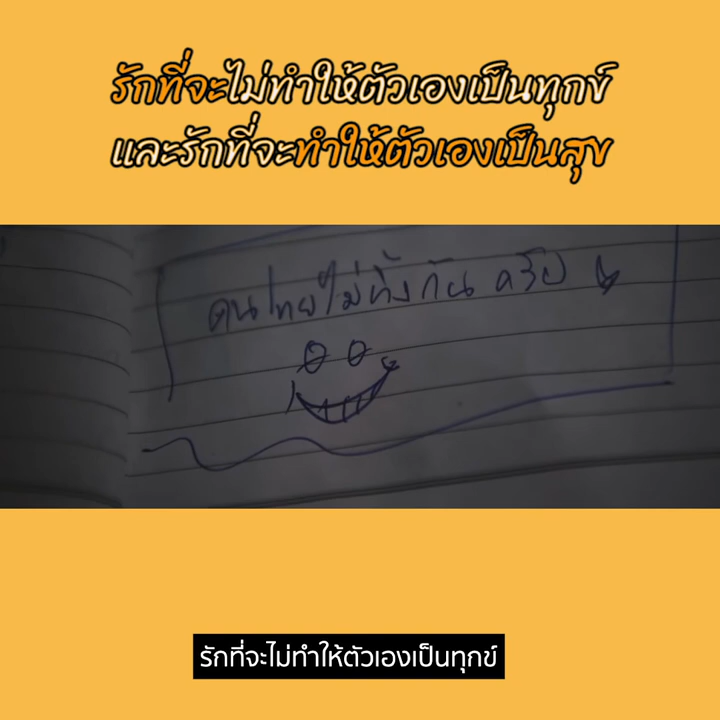 รักที่จะไม่ทำให้ตัวเองเป็นทุกข์
และรักที่จะทำให้ตัวเองเป็นสุข
คนไทยไม่ทิ้งกัน ครับ
รักที่จะไม่ทำให้ตัวเองเป็นทุกข์